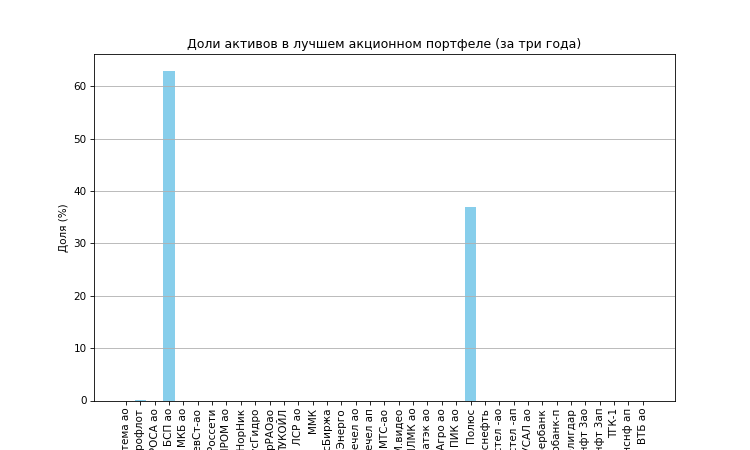 Доли активов в лучшем акционном портфеле (за три года)
Доля (%)
60
50
40
30
20
10
0
тема ао
рофлот
РОСА ао
БСП ао
МКБ ао
евСт-ао
Россети
ПРОМ ао
НорНик
сГидро
рРАОао
ЛУКОЙЛ
ЛСР ао
ММК
сБиржа
Энерго
ечел ао
ечел ап
МТС-ао
М.видео
ЛМК ао
атэк ао
Агро ао
ПИК ао
Полюс
снефть
стел -ао
стел -ап
УСАЛ ао
ербанк
рбанк-п
лигдар
нфт 3ао
нфт 3ап
ТГК-1
нснф ап
ВТБ ао